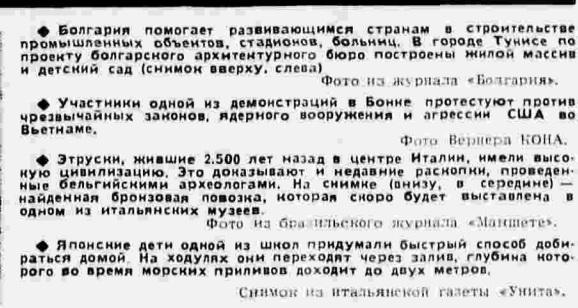 ◆ Болгария помогает развивающимся странам в строительстве
промышленных объектов, стадионов, больниц. В городе Тунисе по
проекту болгарского архитектурного бюро построены жилой массив
и детский сад (снимок вверху, слева)
Фото из журнала «Болгария».
◆ Участники одной из демонстраций в Бонне протестуют против
чрезвычайных законов, ядерного вооружения и агрессии США во
Вьетнаме.
Фото Вернера КОНА.
◆ Этруски, жившие 2.500 лет назад в центре Италии, имели высо-
кую цивилизацию. Это доказывают и недавние раскопки, проведен-
ные бельгийскими археологами. На снимке (внизу, в середине) —
найденная бронзовая повозка, которая скоро будет выставлена в
одном из итальянских музеев.
Фото из бразильского журнала «Маншете».
◆ Японские дети одной из школ придумали быстрый способ доби-
раться домой. На ходулях они переходят через залив, глубина кото-
рого во время морских приливов доходит до двух метров.
Снимок из итальянской газеты «Унита».